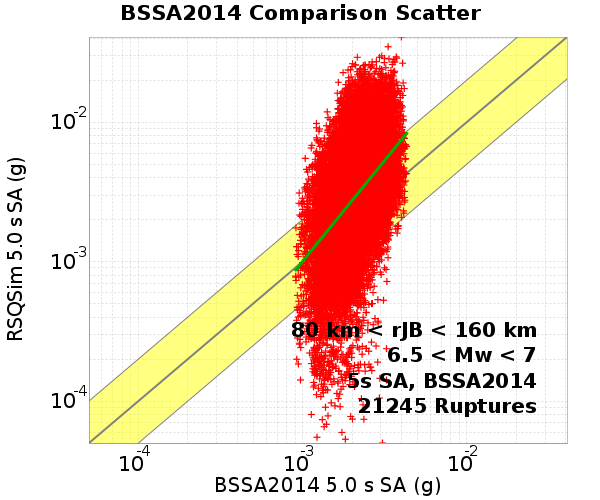 BSSA2014 Comparison Scatter
RSQSim 5.0 s SA (g)
10-2
10-3
10-4
80 km < rJB < 160 km
6.5 < Mw < 7
5s SA, BSSA2014
21245 Ruptures
10-4 10-3 10-2
BSSA2014 5.0 s SA (g)